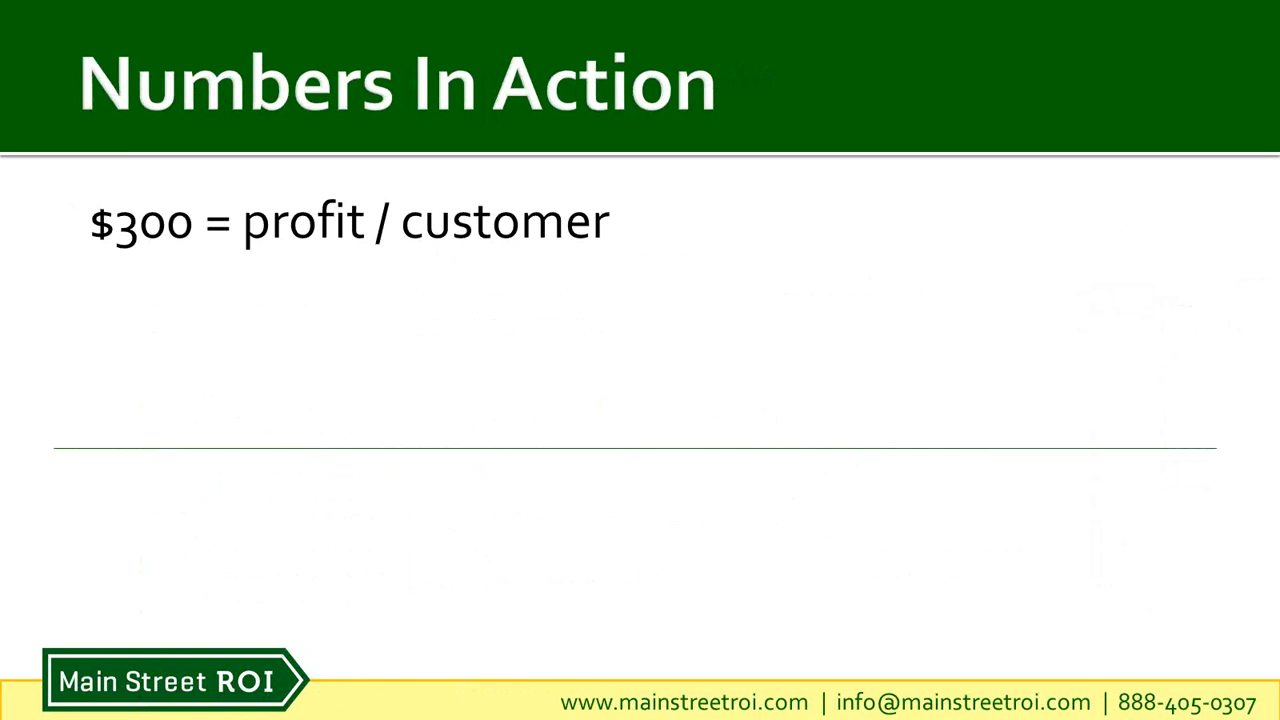 Numbers In Action
$300 = profit / customer
Main Street ROI
www.mainstreetroi.com | info@mainstreetroi.com | 888-405-0307